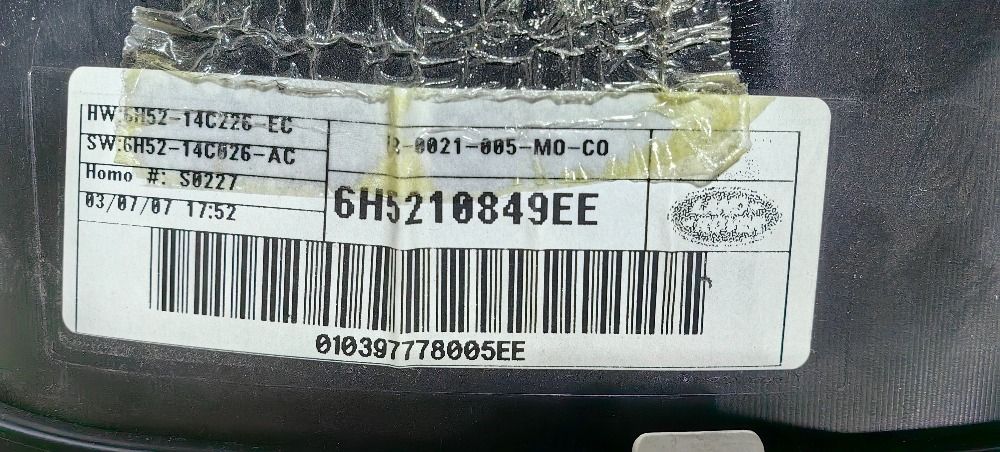 HW:6H52-14C226-EC
SW:6H52-14C026-AC
Homo #: S0227
03/07/07 17:52
-0021-005-MO-CO
6H5210849EE
010397778005EE